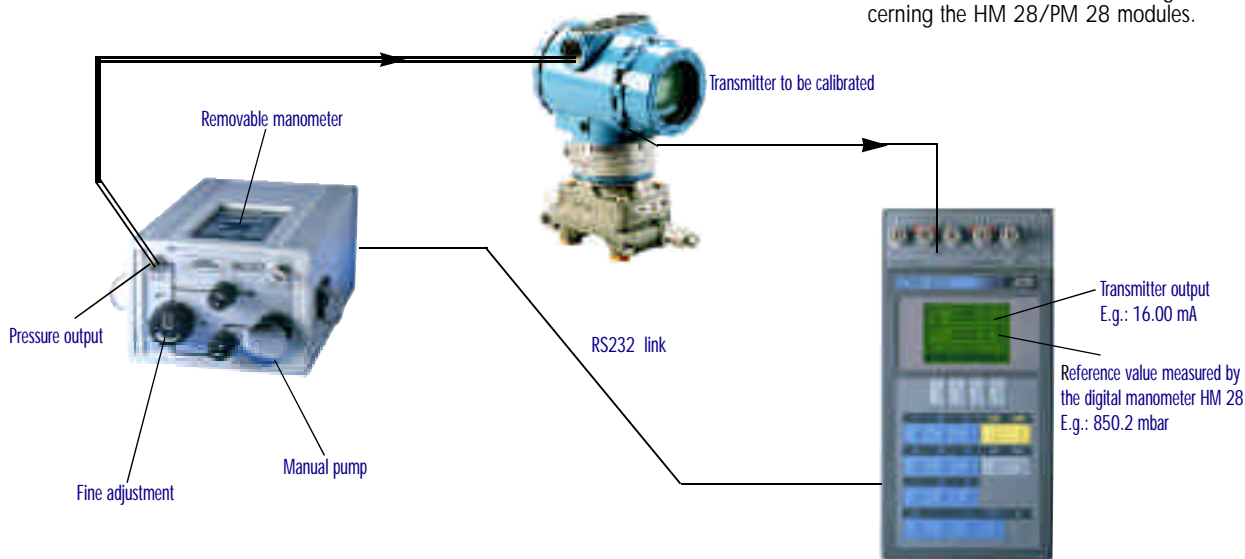 cerning the HM 28/PM 28 modules.
Transmitter to be calibrated
Removable manometer
Pressure output
Fine adjustment
Manual pump
RS232 link
Transmitter output
E.g.: 16.00 mA
Reference value measured by
the digital manometer HM 28
E.g.: 850.2 mbar